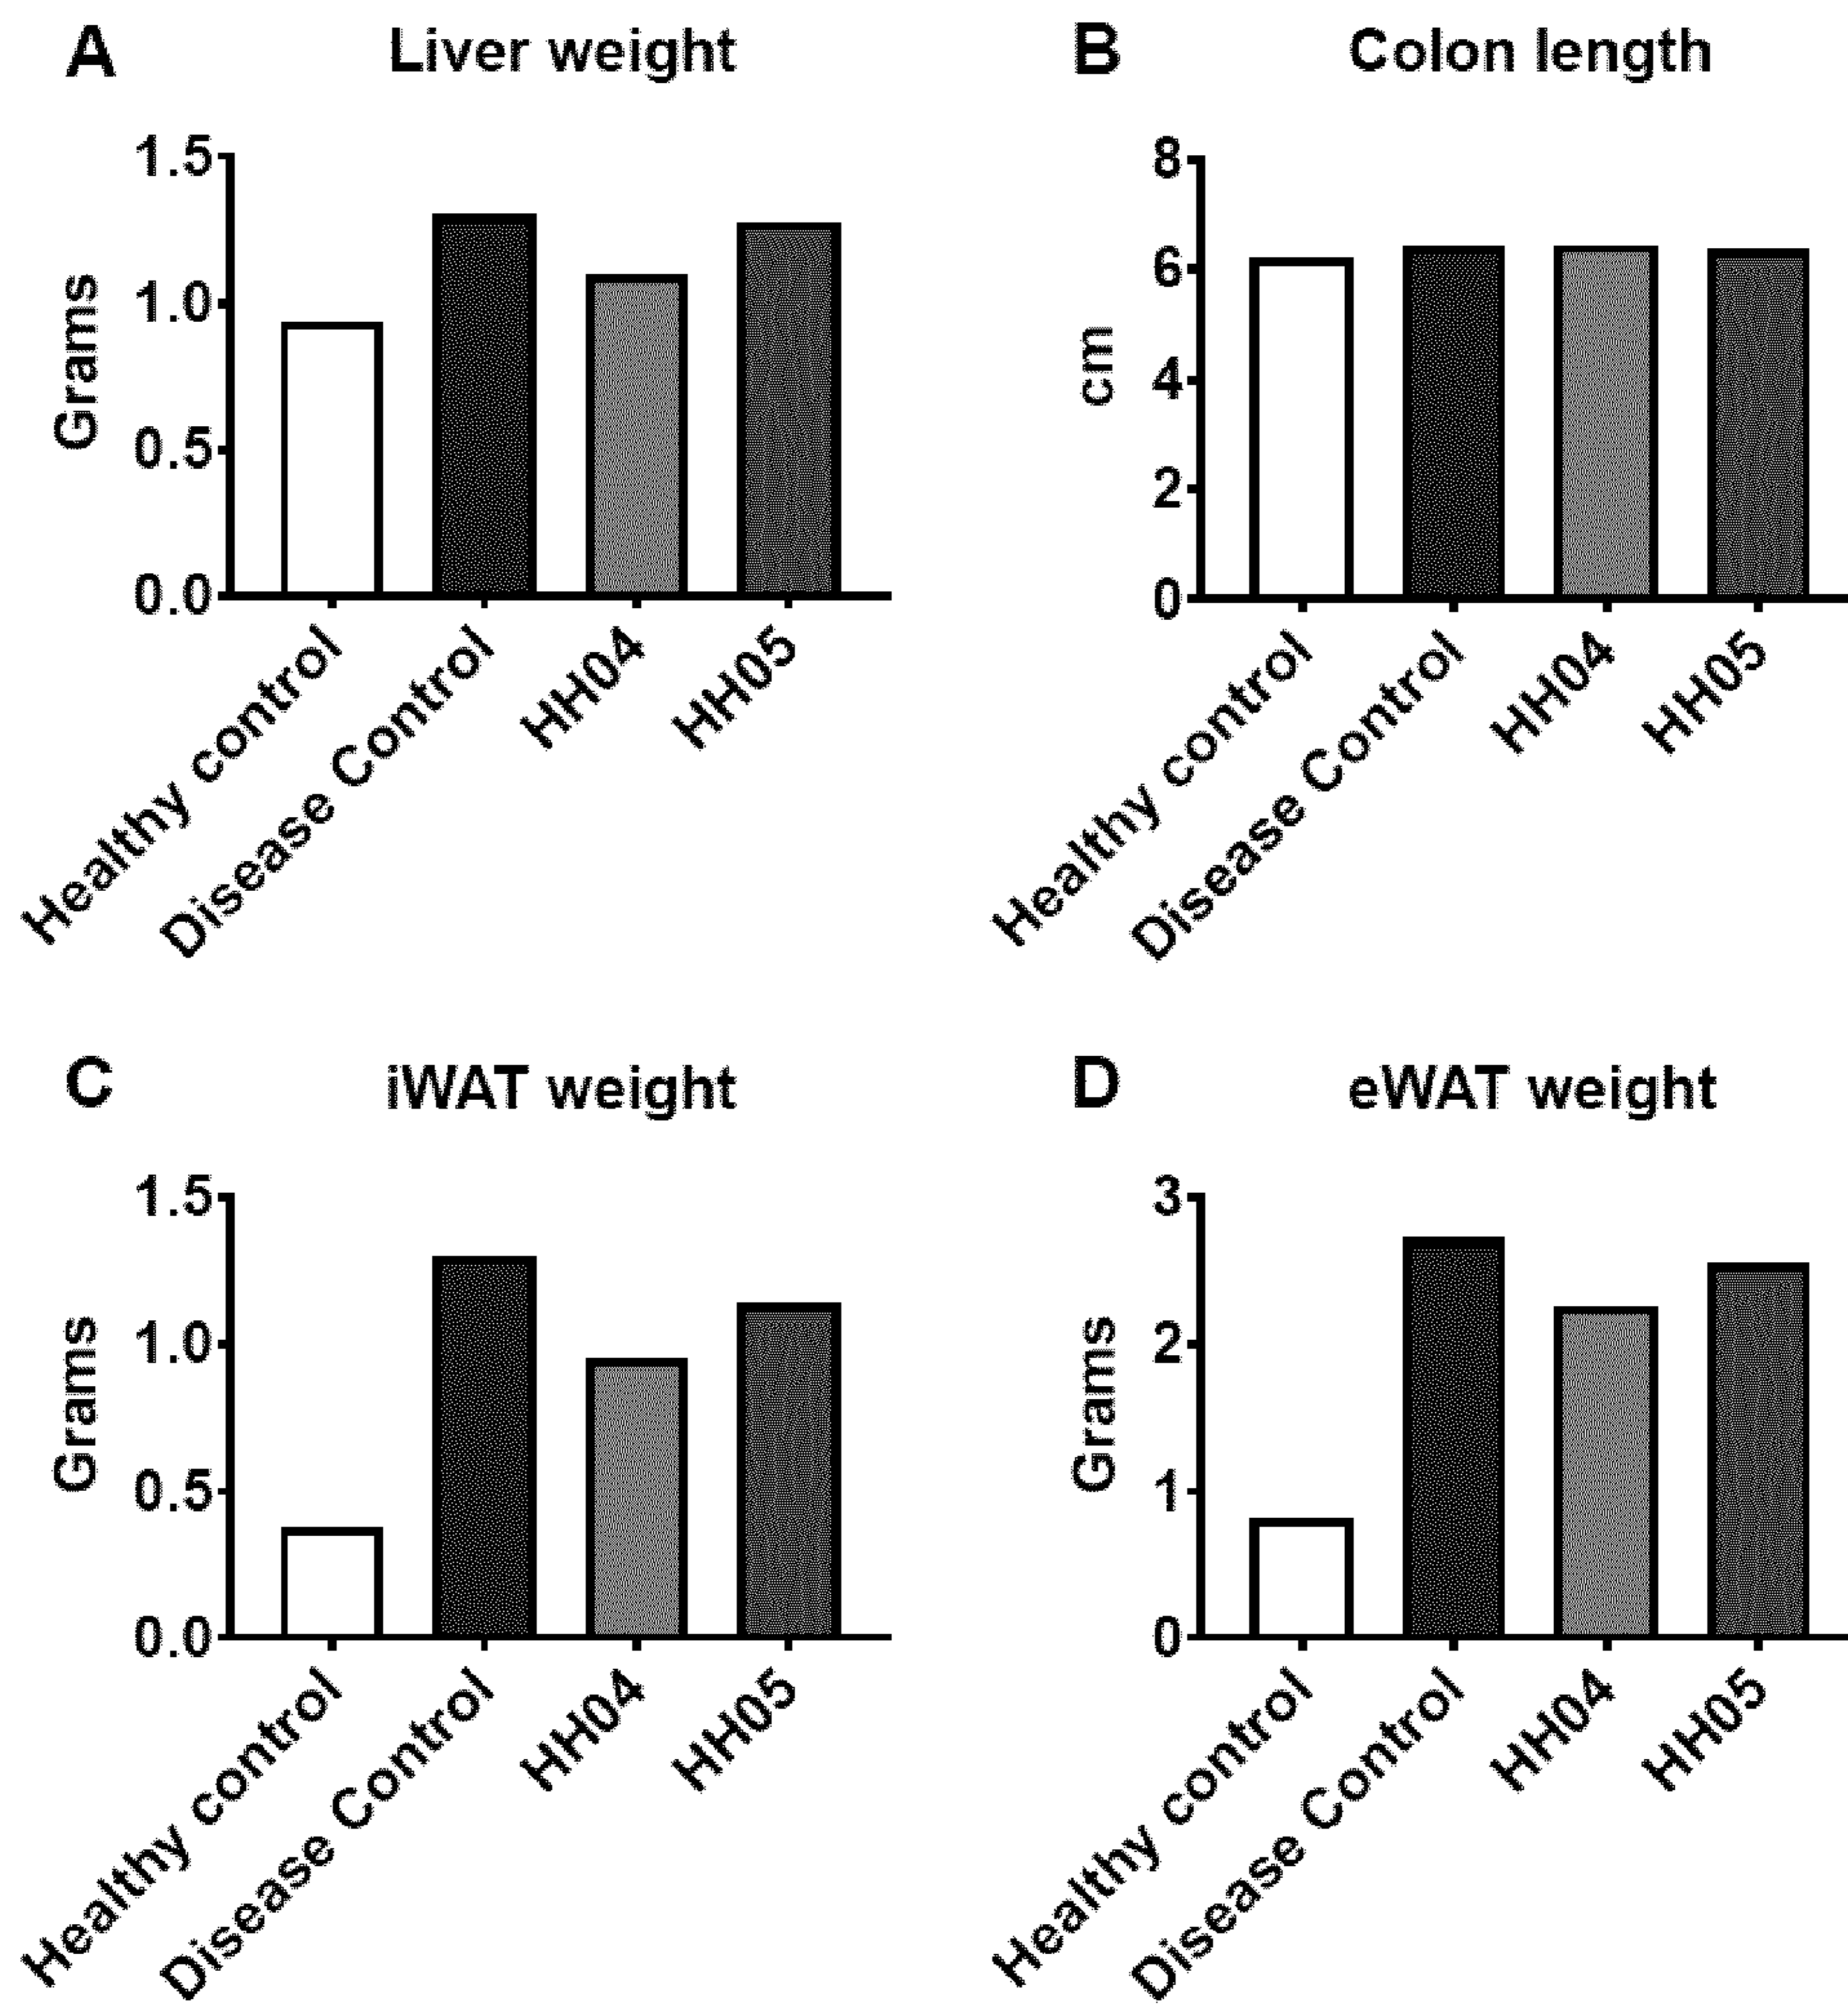 A Liver weight
1.5
1.0
0.5
0.0
Grams
Healthy control
Disease Control
HH04
HH05
B Colon length
8
6
4
2
0
cm
Healthy control
Disease Control
HH04
HH05
C iWAT weight
1.5
1.0
0.5
0.0
Grams
Healthy control
Disease Control
HH04
HH05
D eWAT weight
3
2
1
0
Grams
Healthy control
Disease Control
HH04
HH05